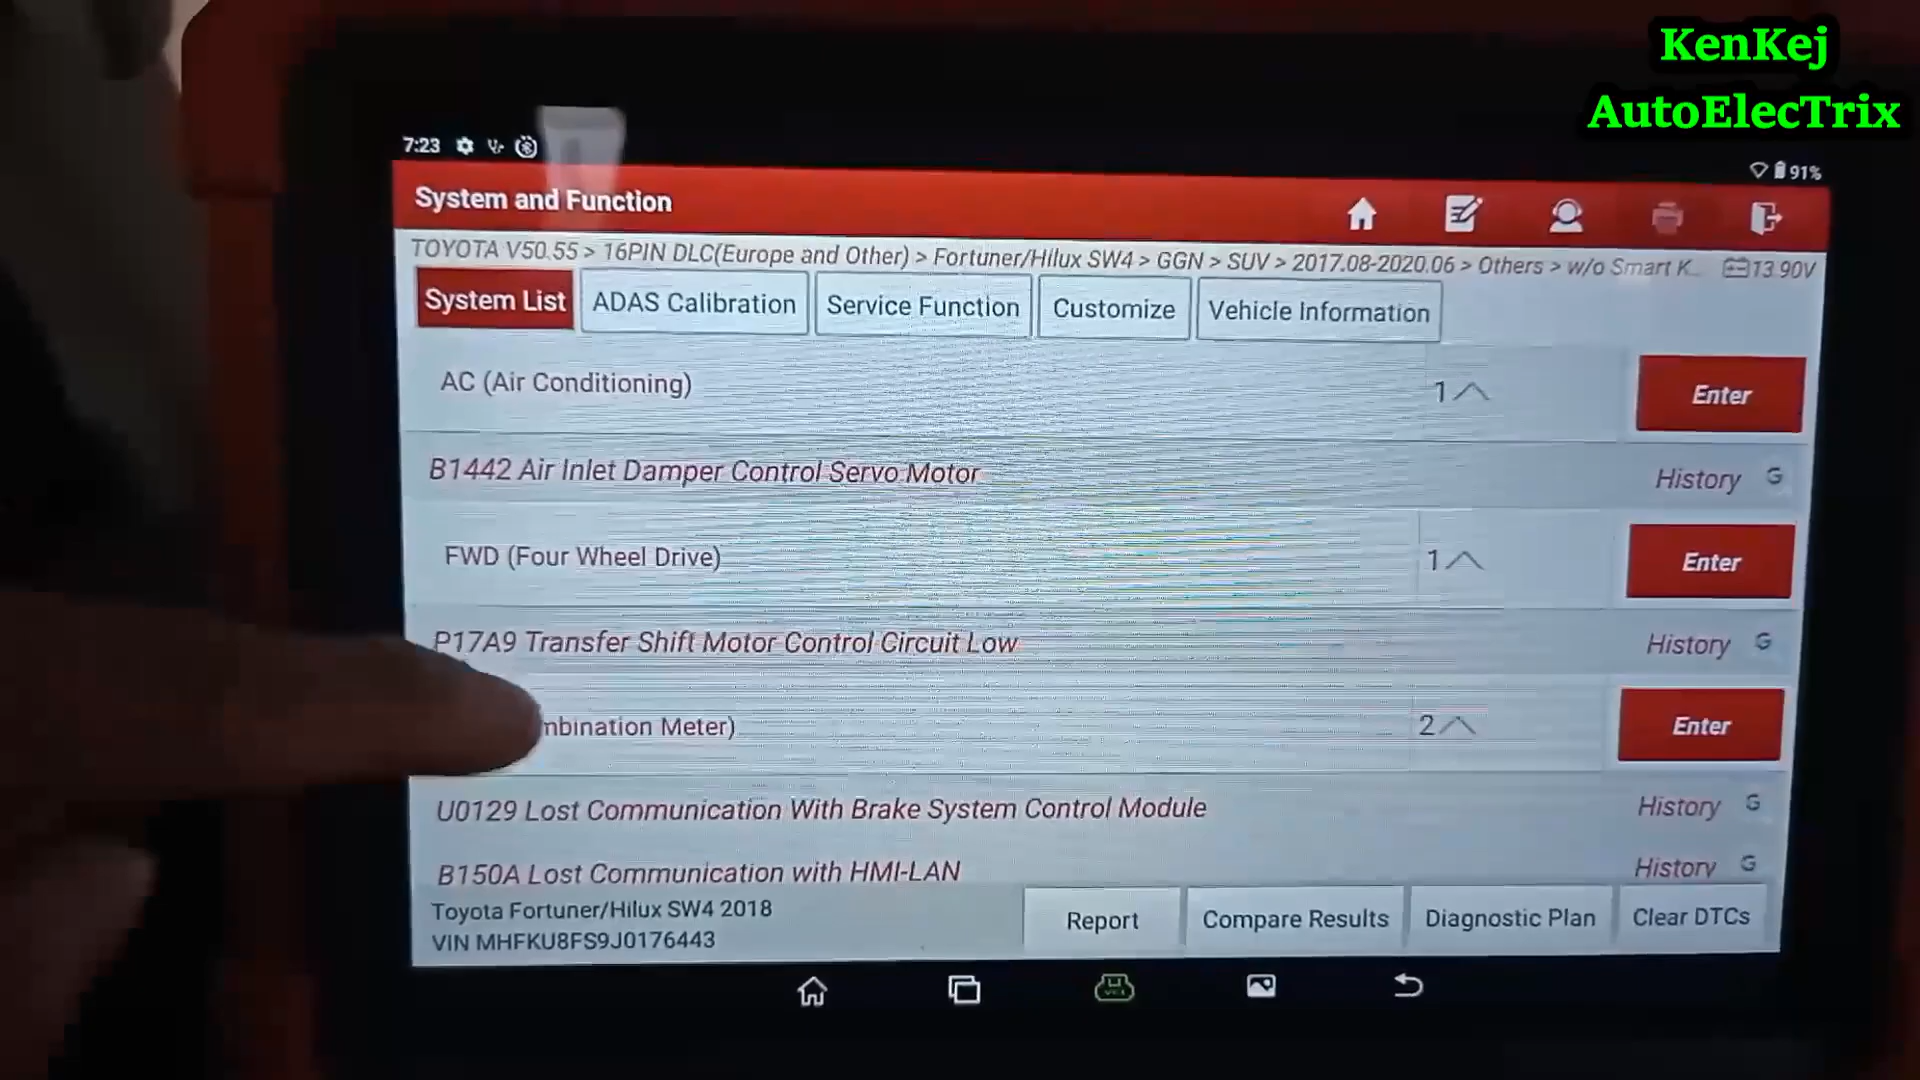 KenKej
AutoElecTrix
7:23
91%
System and Function
TOYOTA V50.55 > 16PIN DLC(Europe and Other) > Fortuner/Hilux SW4 > GGN > SUV > 2017.08-2020.06 > Others > w/o Smart K... 13.90V
System List ADAS Calibration Service Function Customize Vehicle Information
AC (Air Conditioning) 1 Enter
B1442 Air Inlet Damper Control Servo Motor History G
FWD (Four Wheel Drive) 1 Enter
P17A9 Transfer Shift Motor Control Circuit Low History G
mbination Meter) 2 Enter
U0129 Lost Communication With Brake System Control Module History G
B150A Lost Communication with HMI-LAN History G
Toyota Fortuner/Hilux SW4 2018
VIN MHFKU8FS9J0176443
Report Compare Results Diagnostic Plan Clear DTCs